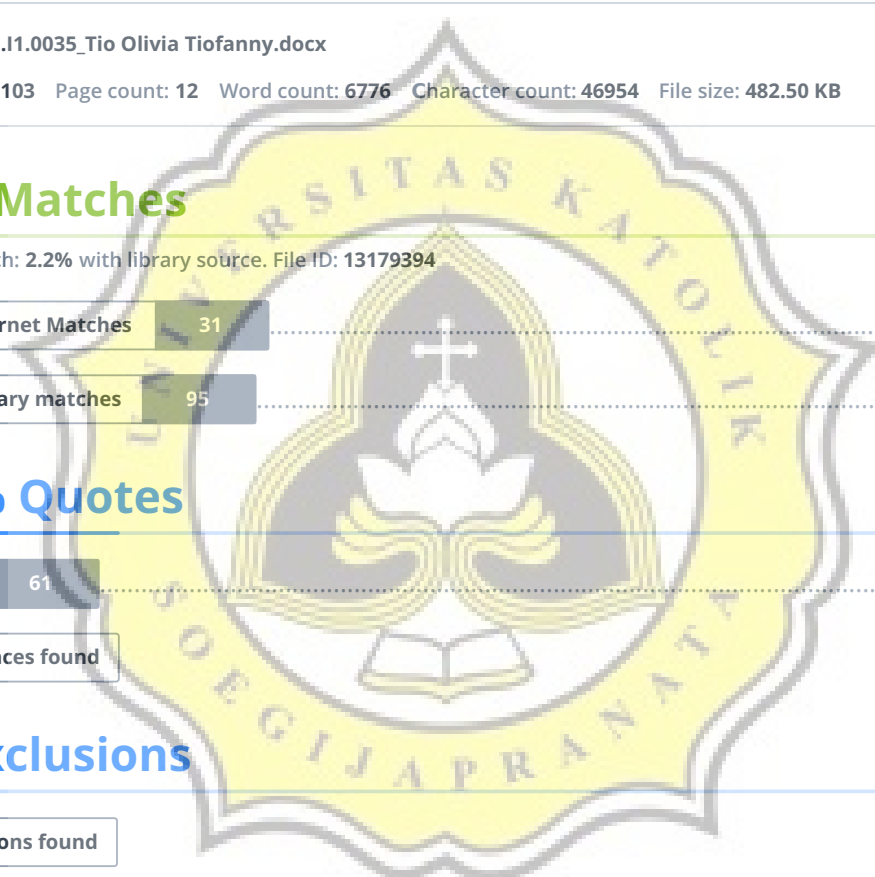 .I1.0035_Tio Olivia Tiofanny.docx
103 Page count: 12 Word count: 6776 Character count: 46954 File size: 482.50 KB
Matches
ch: 2.2% with library source. File ID: 13179394
rnet Matches 31
ary matches 95
Quotes
61
ces found
xclusions
ons found
UNIVERSITAS KATOLIK
SOEGIJAPRANATA